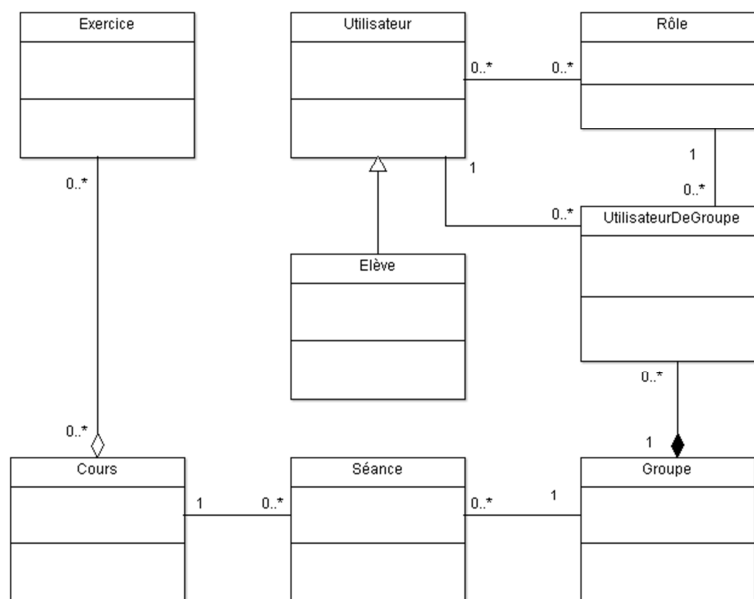 Exercice
Utilisateur
Rôle
0..*
0..*
0..*
1
1
0..*
0..*
UtilisateurDeGroupe
Elève
0..*
0..*
1
Cours
Séance
Groupe
1
0..*
0..*
1